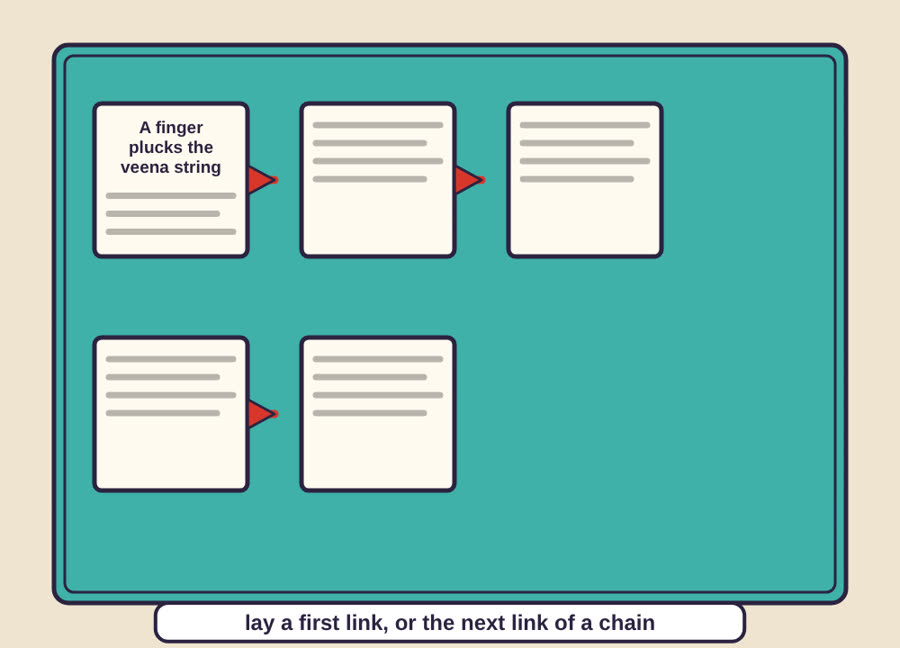 A finger
plucks the
veena string
lay a first link, or the next link of a chain